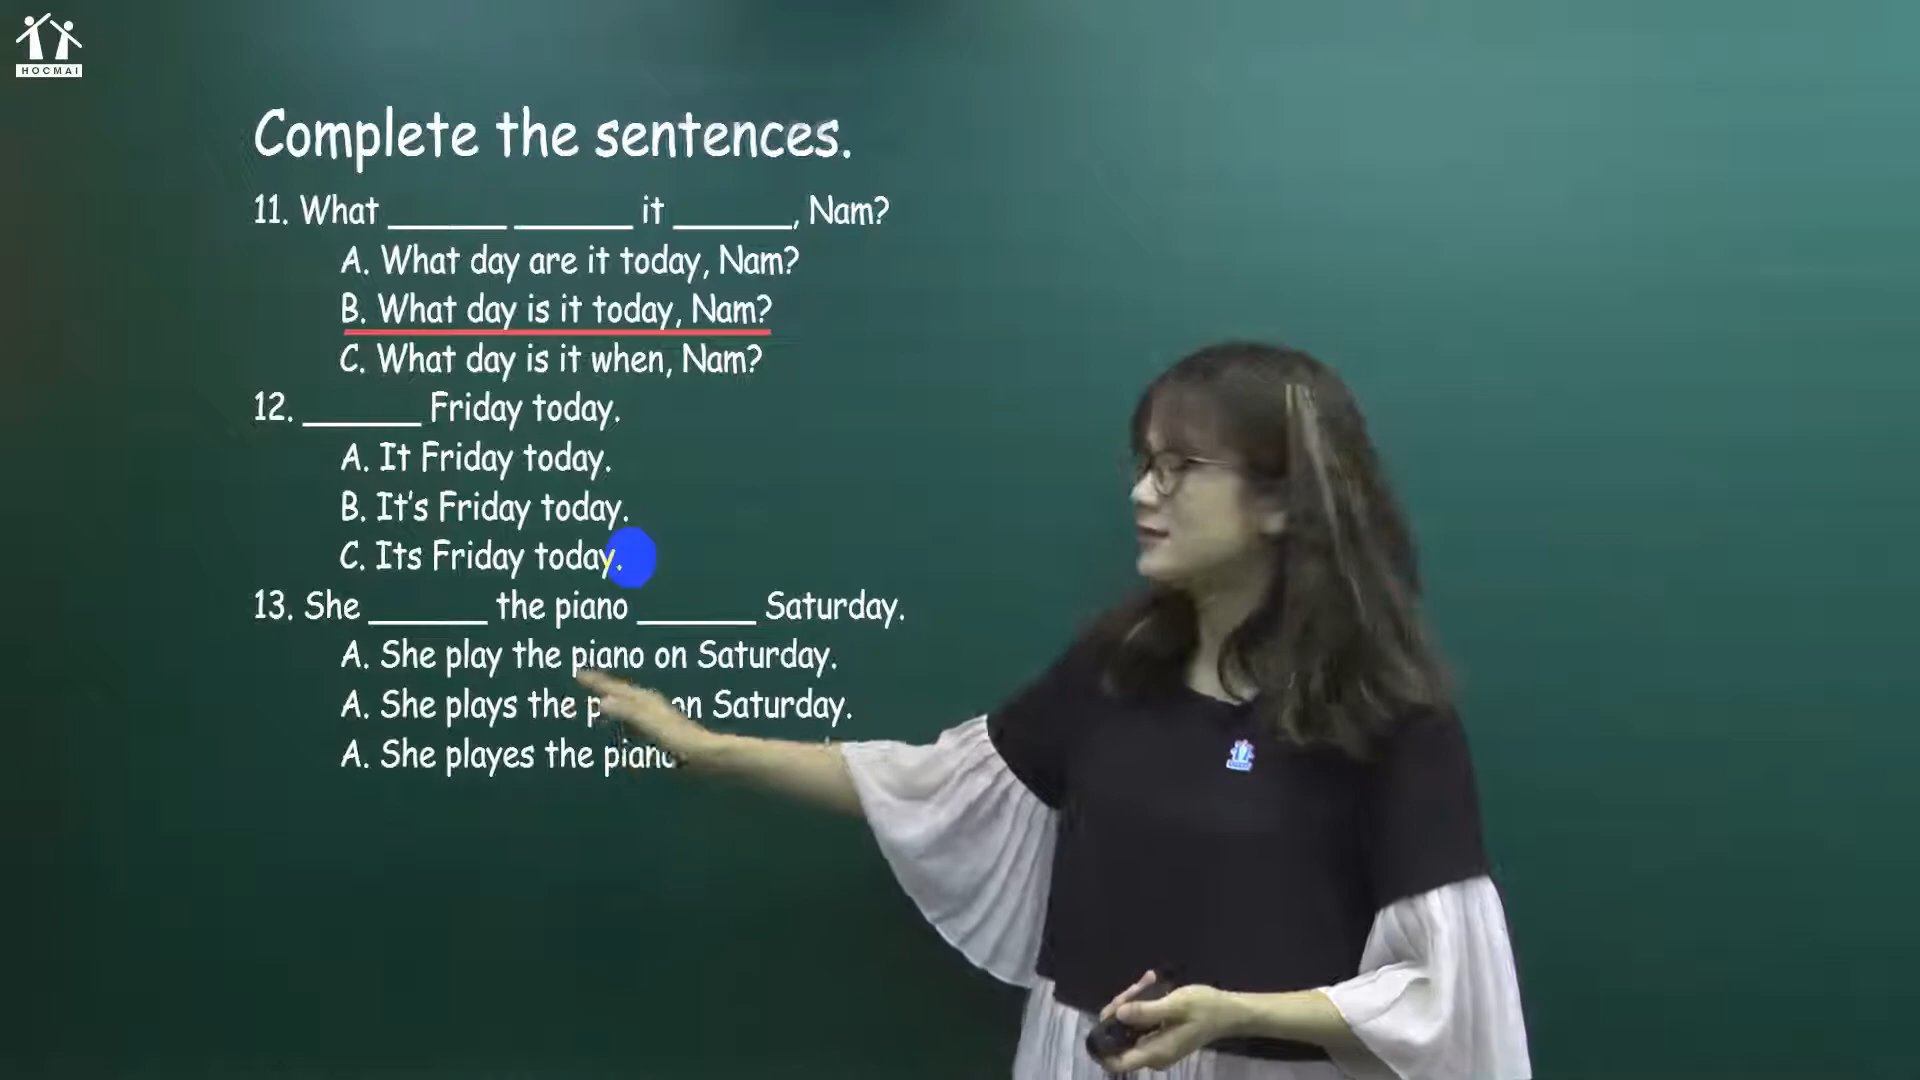 HOCMAI
Complete the sentences.
11. What ______ ______ it ______, Nam?
A. What day are it today, Nam?
B. What day is it today, Nam?
C. What day is it when, Nam?
12. ______ Friday today.
A. It Friday today.
B. It's Friday today.
C. Its Friday today.
13. She ______ the piano ______ Saturday.
A. She play the piano on Saturday.
A. She plays the on Saturday.
A. She playes the piano